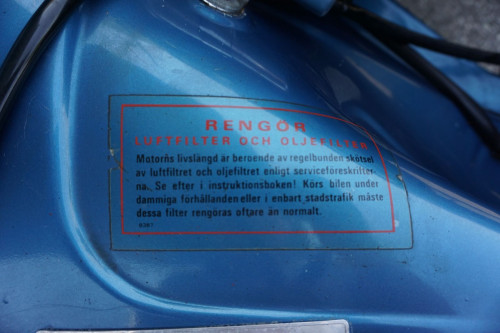 RENGÖR
LUFTFILTER OCH OLJEFILTER
Motorns livslängd är beroende av regelbunden skötsel
av luftfiltret och oljefiltret enligt serviceföreskrifter-
na. Se efter i instruktionsboken! Körs bilen under
dammiga förhållanden eller i enbart stadstrafik måste
dessa filter rengöras oftare än normalt.